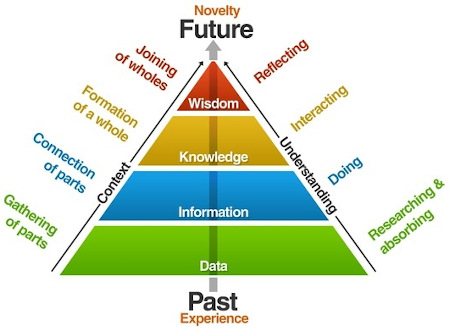 Novelty
Future
Joining
of wholes
Reflecting
Wisdom
Formation
of a whole
Interacting
Knowledge
Connection
of parts
Context
Understanding
Doing
Information
Gathering
of parts
Researching &
absorbing
Data
Past
Experience